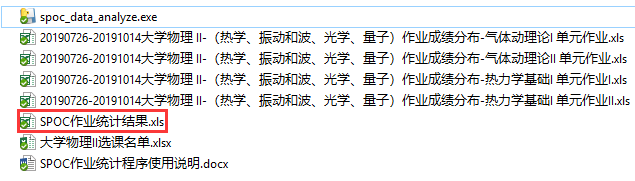 spoc_data_analyze.exe
20190726-20191014大学物理 II-（热学、振动和波、光学、量子）作业成绩分布-气体动理论I 单元作业.xls
20190726-20191014大学物理 II-（热学、振动和波、光学、量子）作业成绩分布-气体动理论II 单元作业.xls
20190726-20191014大学物理 II-（热学、振动和波、光学、量子）作业成绩分布-热力学基础I 单元作业.xls
20190726-20191014大学物理 II-（热学、振动和波、光学、量子）作业成绩分布-热力学基础II 单元作业II.xls
SPOC作业统计结果.xls
大学物理II选课名单.xlsx
SPOC作业统计程序使用说明.docx